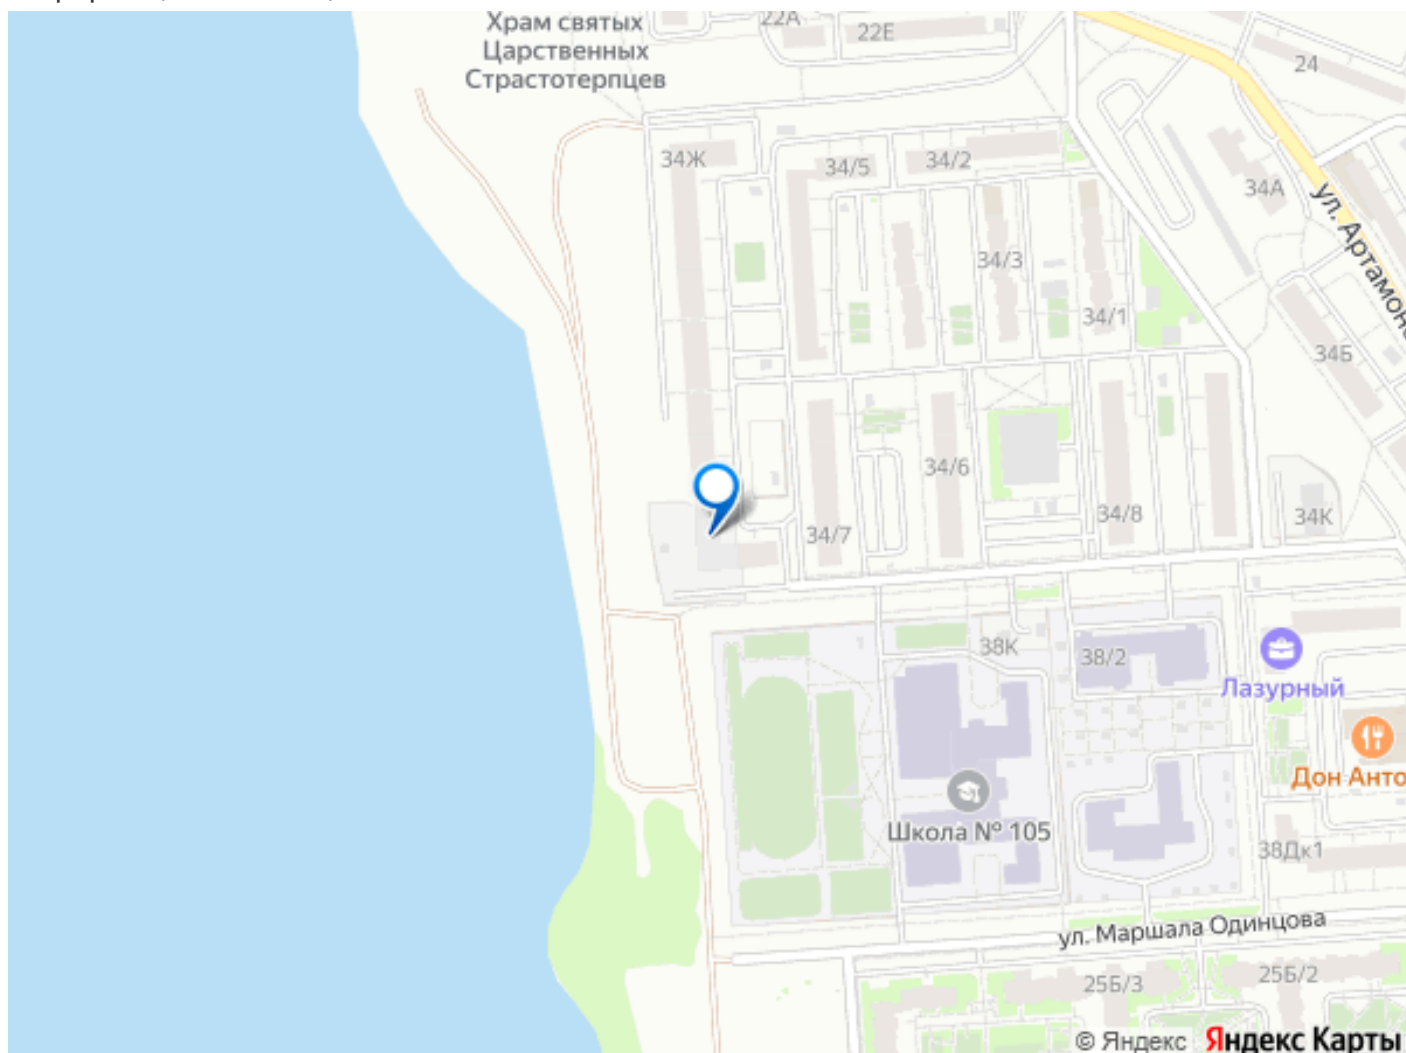 Храм святых
Царственных
Страстотерпцев
22А
22Е
24
34Ж
34/5
34/2
34А
ул. Артамон
34/3
34/1
34Б
34/6
34/7
34/8
34К
38К
38/2
Лазурный
Дон Анто
Школа № 105
38Дк1
ул. Маршала Одинцова
25Б/3
25Б/2
© Яндекс Яндекс Карты